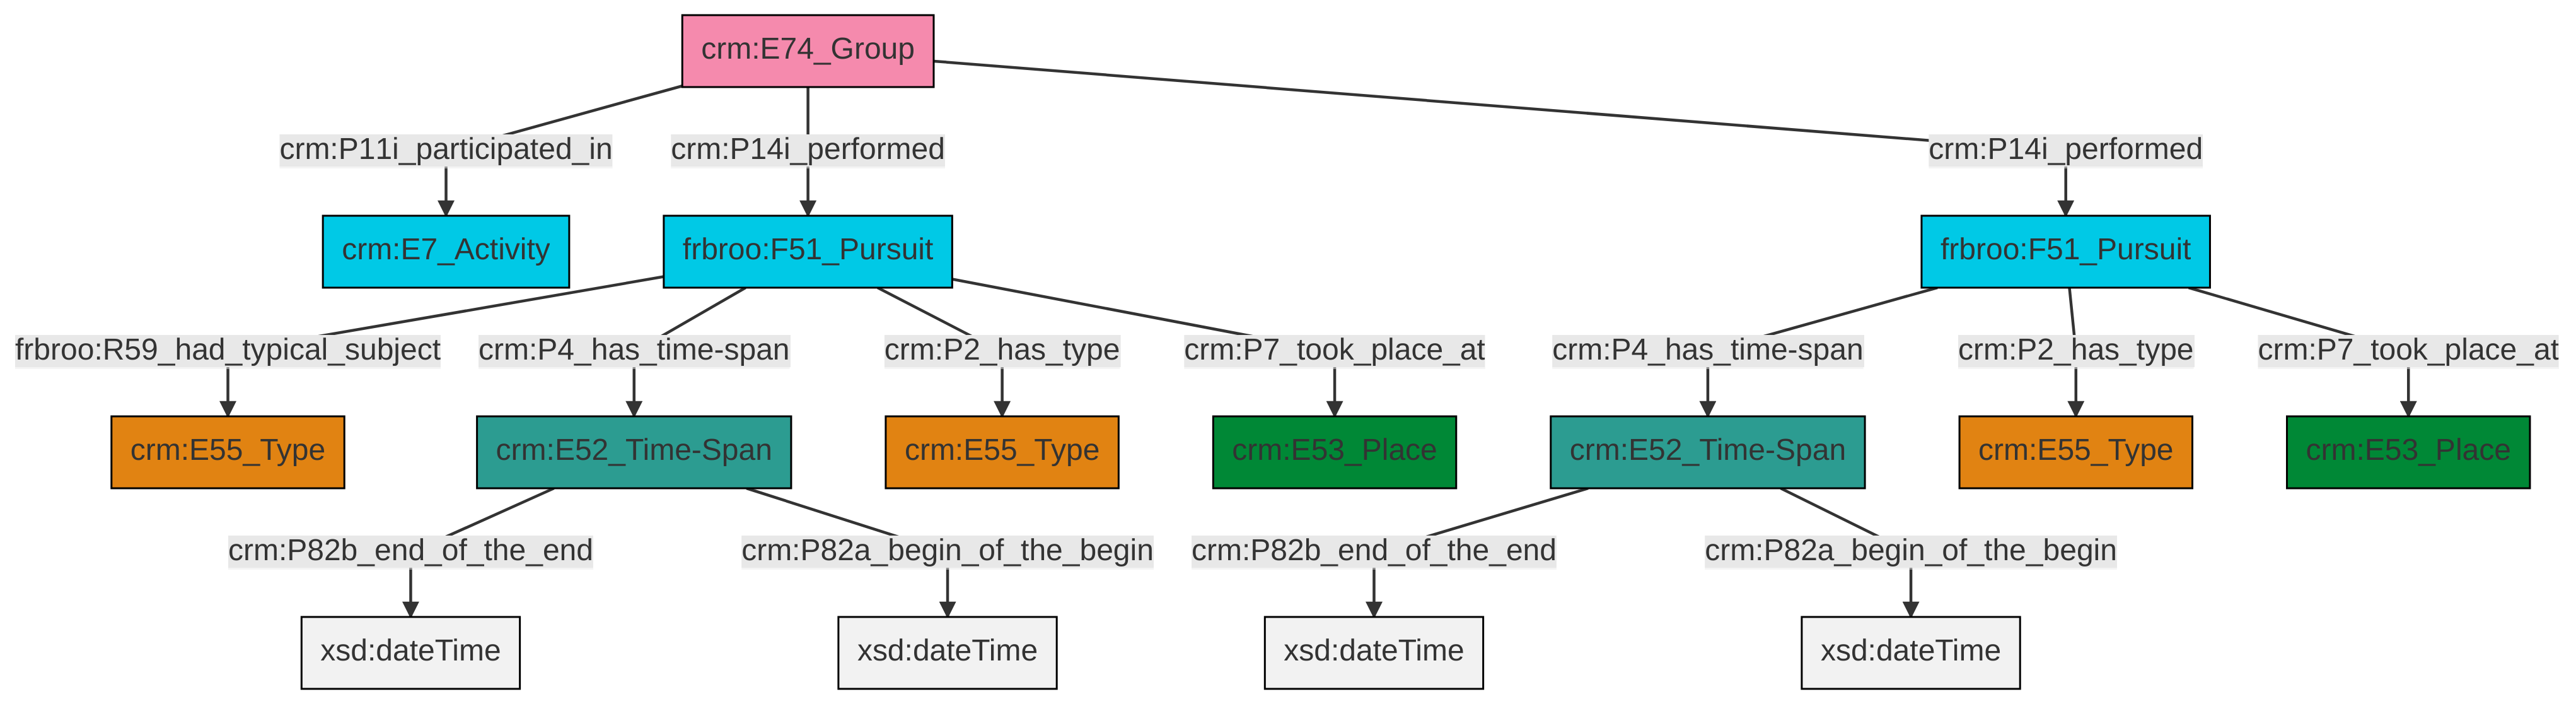 crm:E74_Group
crm:P11i_participated_in
crm:P14i_performed
crm:P14i_performed
crm:E7_Activity
frbroo:F51_Pursuit
frbroo:F51_Pursuit
frbroo:R59_had_typical_subject
crm:P4_has_time-span
crm:P2_has_type
crm:P7_took_place_at
crm:P4_has_time-span
crm:P2_has_type
crm:P7_took_place_at
crm:E55_Type
crm:E52_Time-Span
crm:E55_Type
crm:E53_Place
crm:E52_Time-Span
crm:E55_Type
crm:E53_Place
crm:P82b_end_of_the_end
crm:P82a_begin_of_the_begin
crm:P82b_end_of_the_end
crm:P82a_begin_of_the_begin
xsd:dateTime
xsd:dateTime
xsd:dateTime
xsd:dateTime